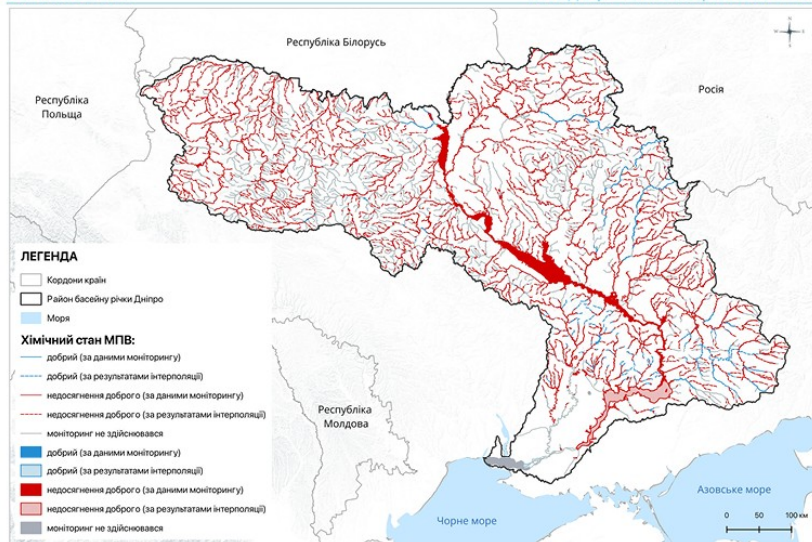 Республіка Білорусь
Республіка
Польща
Росія
ЛЕГЕНДА
Кордони країн
Район басейну річки Дніпро
Моря
Хімічний стан МПВ:
добрий (за даними моніторингу)
добрий (за результатами інтерполяції)
недосягнення доброго (за даними моніторингу)
недосягнення доброго (за результатами інтерполяції)
моніторинг не здійснювався
добрий (за даними моніторингу)
добрий (за результатами інтерполяції)
недосягнення доброго (за даними моніторингу)
недосягнення доброго (за результатами інтерполяції)
моніторинг не здійснювався
Республіка
Молдова
Чорне море
Азовське море
0 50 100 км